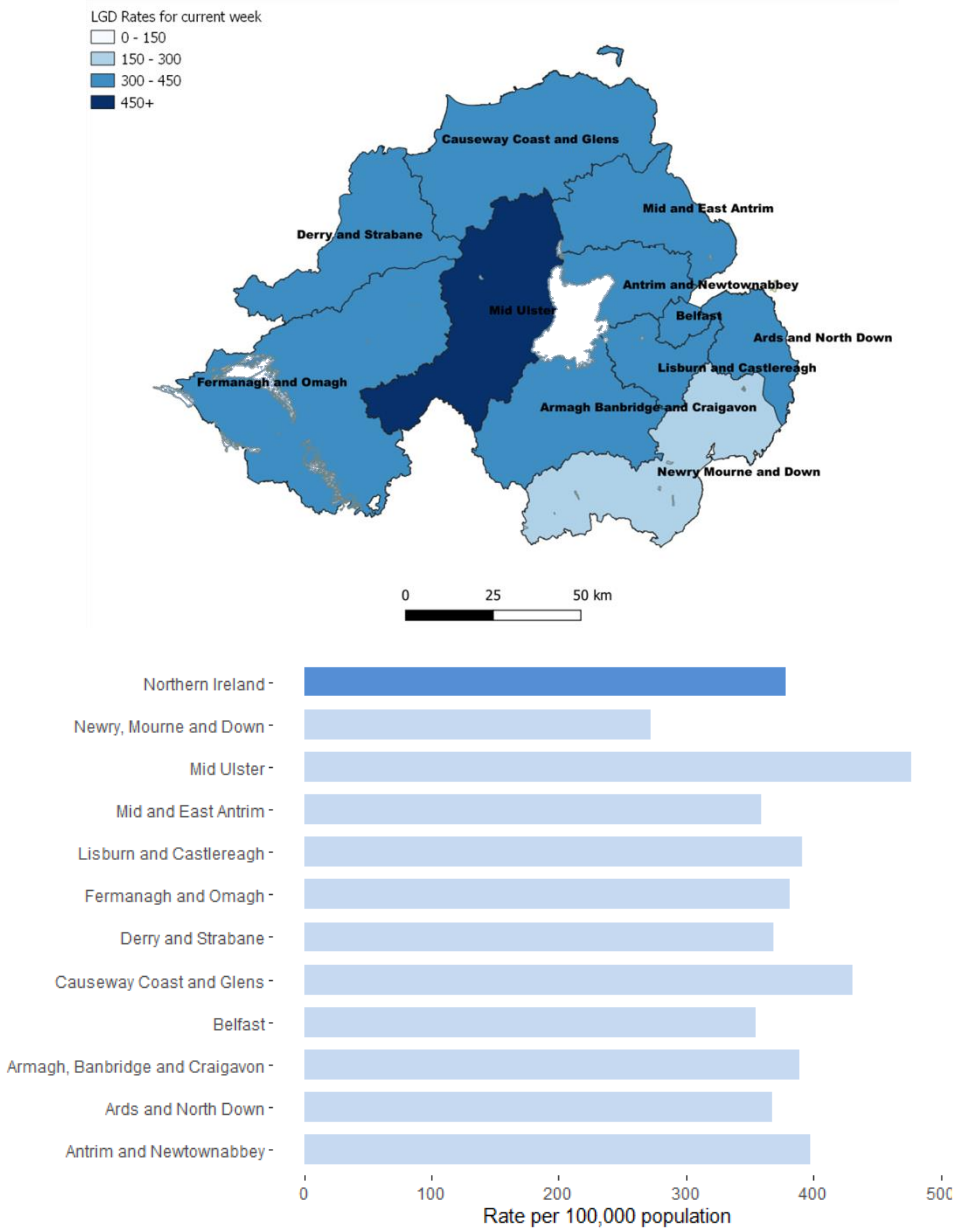 LGD Rates for current week
0 - 150
150 - 300
300 - 450
450+
Causeway Coast and Glens
Mid and East Antrim
Derry and Strabane
Antrim and Newtownabbey
Mid Ulster
Belfast
Ards and North Down
Lisburn and Castlereagh
Fermanagh and Omagh
Armagh Banbridge and Craigavon
Newry Mourne and Down
0 25 50 km
Northern Ireland
Newry, Mourne and Down
Mid Ulster
Mid and East Antrim
Lisburn and Castlereagh
Fermanagh and Omagh
Derry and Strabane
Causeway Coast and Glens
Belfast
Armagh, Banbridge and Craigavon
Ards and North Down
Antrim and Newtownabbey
0 100 200 300 400 500
Rate per 100,000 population